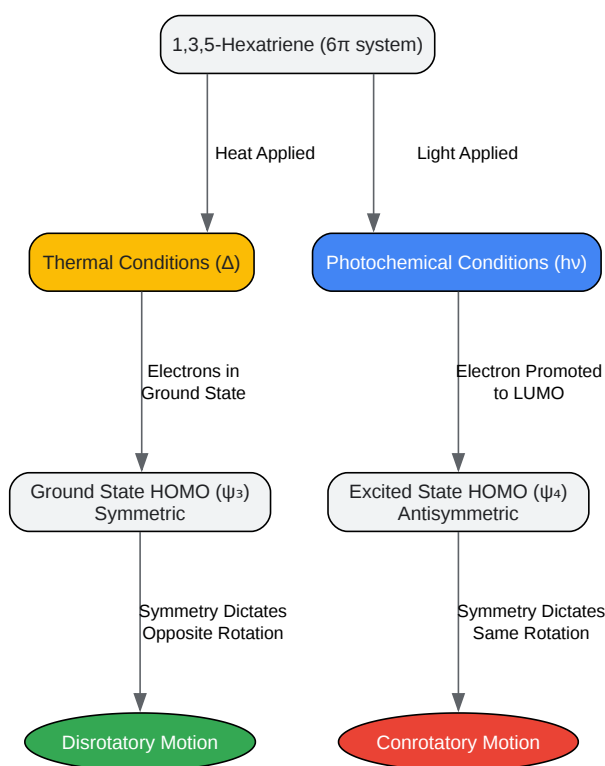 1,3,5-Hexatriene (6π system)
Heat Applied
Light Applied
Thermal Conditions (Δ)
Photochemical Conditions (hν)
Electrons in
Ground State
Electron Promoted
to LUMO
Ground State HOMO (ψ₃)
Symmetric
Excited State HOMO (ψ₄)
Antisymmetric
Symmetry Dictates
Opposite Rotation
Symmetry Dictates
Same Rotation
Disrotatory Motion
Conrotatory Motion